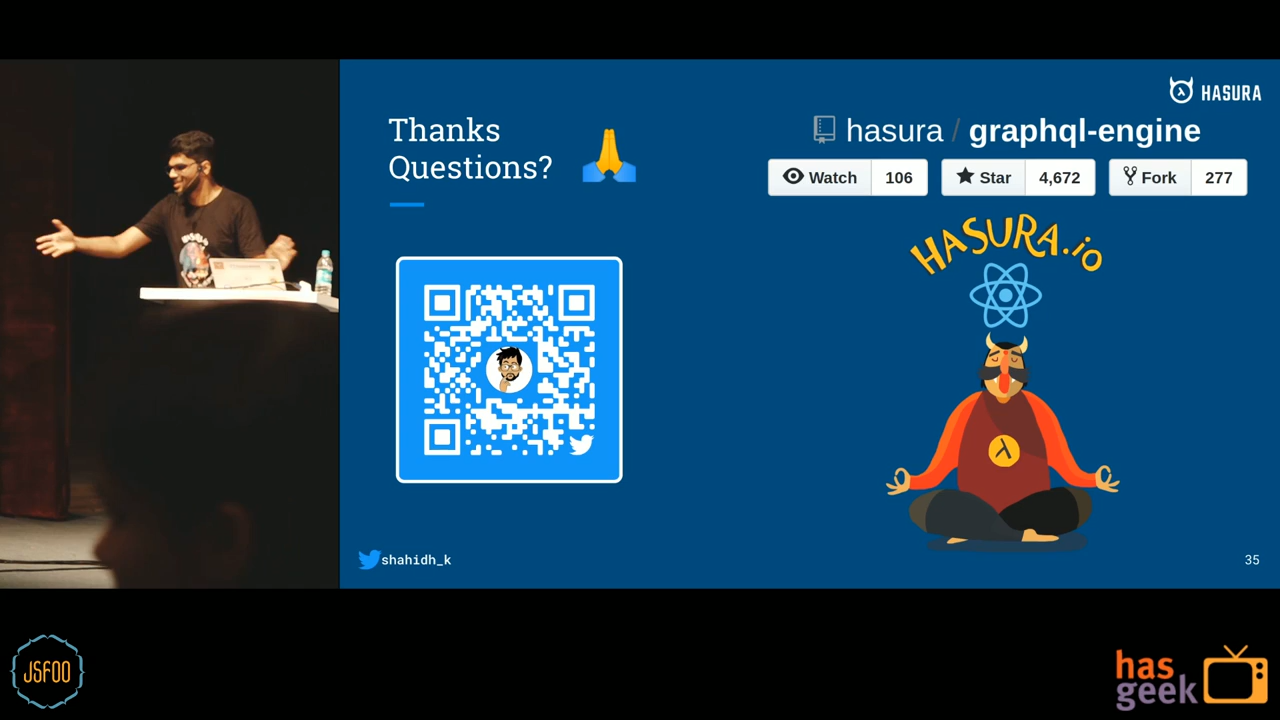 HASURA
Thanks
Questions?
hasura / graphql-engine
Watch 106 Star 4,672 Fork 277
HASURA.io
shahidh_k
35
JSFOO
has
geek